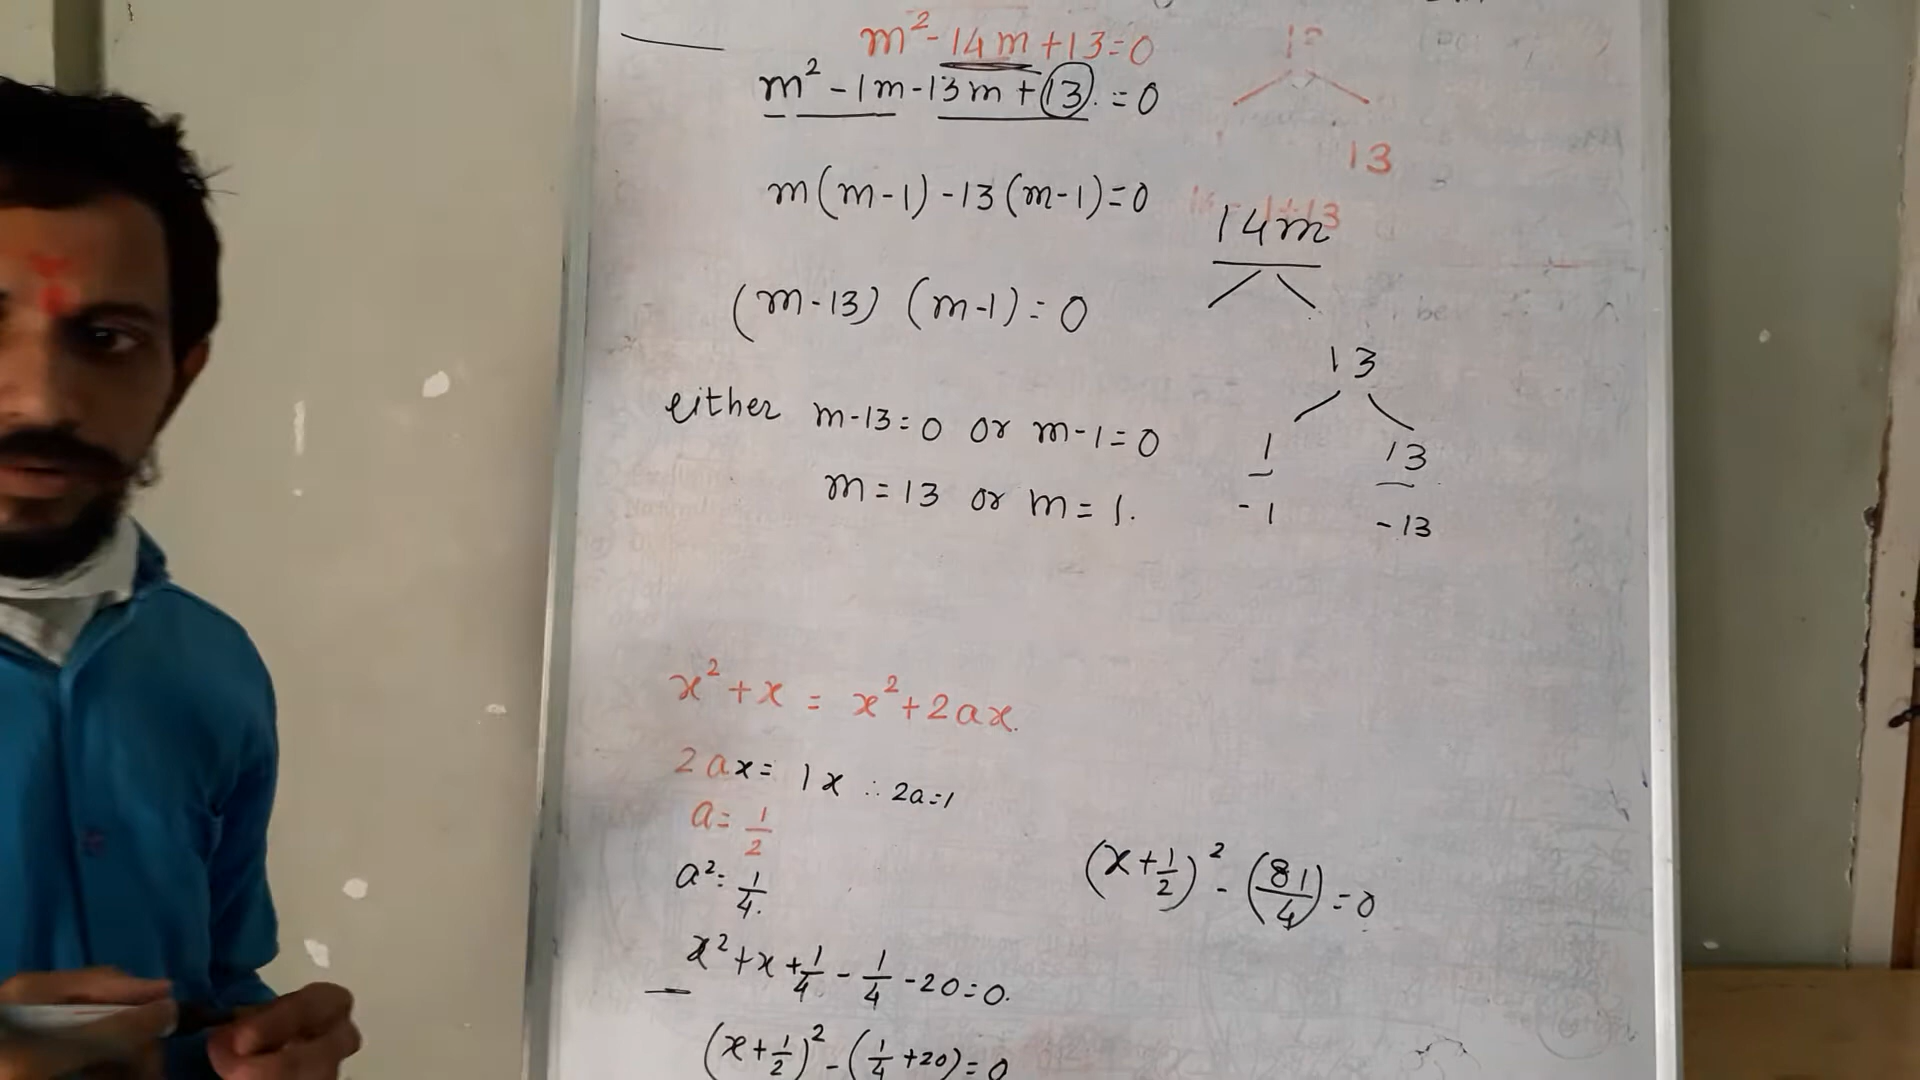 m² - 14m + 13 = 0
m² - 1m - 13m + 13 = 0
m(m-1) - 13(m-1) = 0
(m-13) (m-1) = 0
either m-13=0 or m-1=0
m = 13 or m = 1.
13
14m
13
1 13
-1 -13
x² + x = x² + 2ax.
2ax = 1x ∴ 2a=1
a = 1/2
a² = 1/4.
x² + x + 1/4 - 1/4 - 20 = 0.
(x + 1/2)² - (1/4 + 20) = 0
(x + 1/2)² - (81/4) = 0